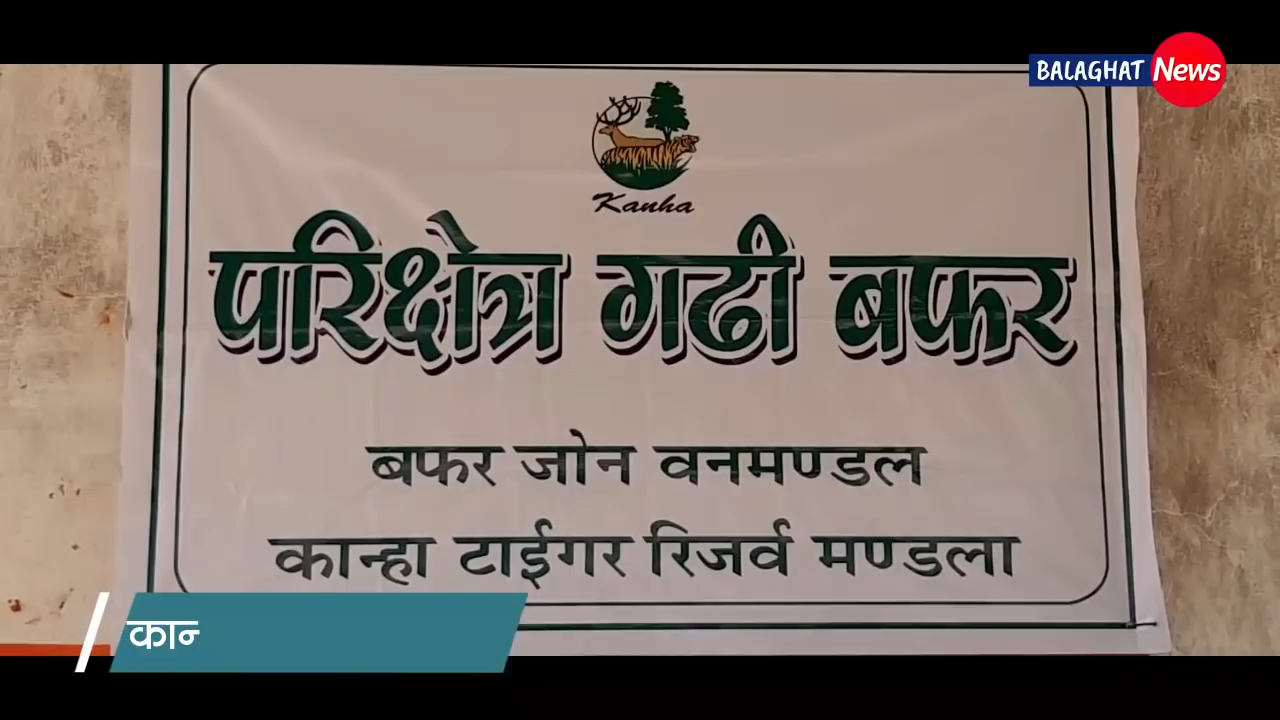 BALAGHAT News
Kanha
परिक्षेत्र गढी बफर
बफर जोन वनमण्डल
कान्हा टाईगर रिजर्व मण्डला
कान्